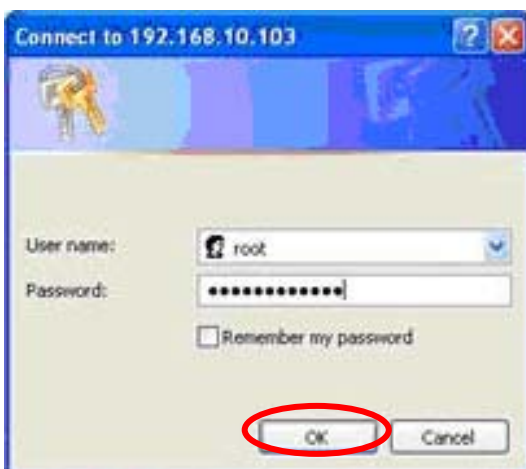 Connect to 192.168.10.103
User name: root
Password: ••••••••••••
Remember my password
OK Cancel